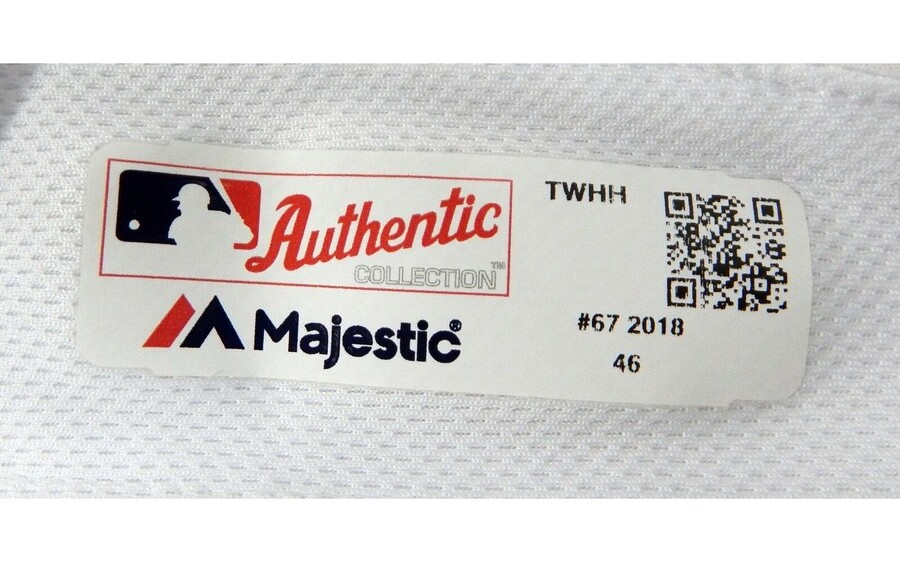 Authentic
COLLECTION™
Majestic®
TWHH
#67 2018
46